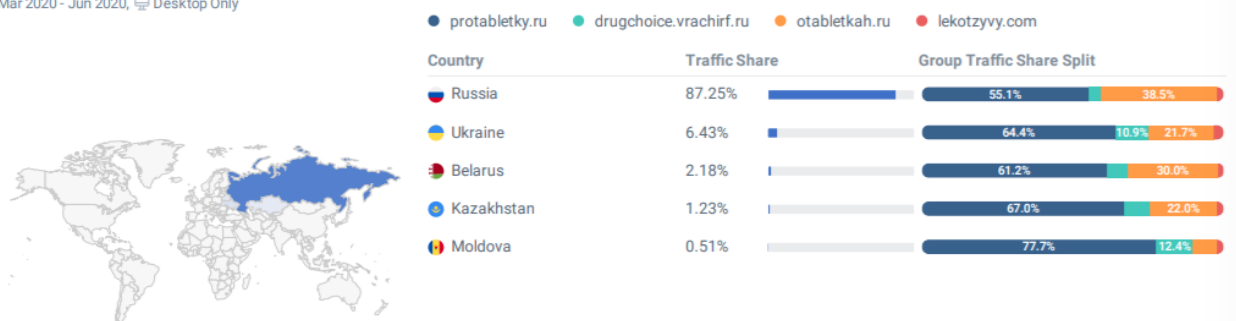 Mar 2020 - Jun 2020, Desktop Only
protabletky.ru drugchoice.vrachirf.ru otabletkah.ru lekotzyvy.com
Country Traffic Share Group Traffic Share Split
Russia 87.25% 55.1% 38.5%
Ukraine 6.43% 64.4% 10.9% 21.7%
Belarus 2.18% 61.2% 30.0%
Kazakhstan 1.23% 67.0% 22.0%
Moldova 0.51% 77.7% 12.4%